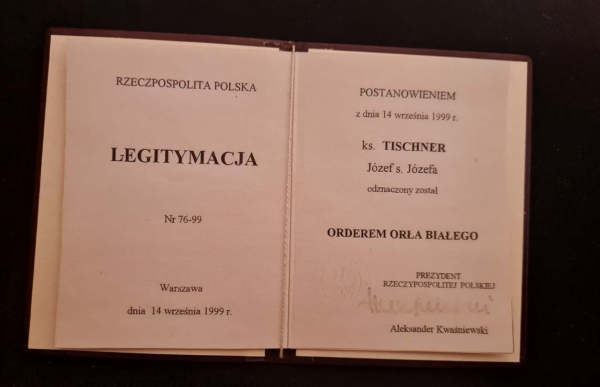 RZECZPOSPOLITA POLSKA
LEGITYMACJA
Nr 76-99
Warszawa
dnia 14 września 1999 r.
POSTANOWIENIEM
z dnia 14 września 1999 r.
ks. TISCHNER
Józef s. Józefa
odznaczony został
ORDEREM ORŁA BIAŁEGO
PREZYDENT
RZECZYPOSPOLITEJ POLSKIEJ
Aleksander Kwaśniewski